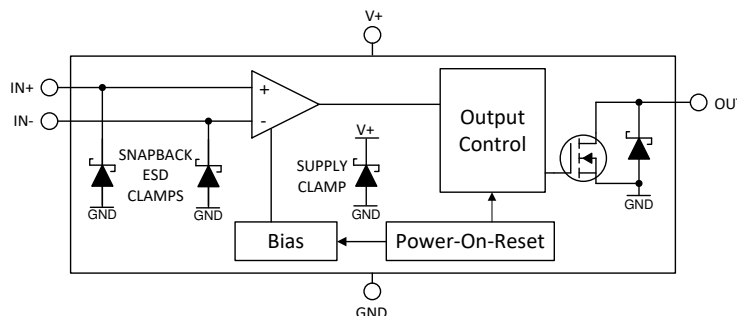 V+
IN+
IN-
+
-
Output
Control
OUT
SNAPBACK
ESD
CLAMPS
V+
SUPPLY
CLAMP
GND
GND
GND
GND
Bias
Power-On-Reset
GND